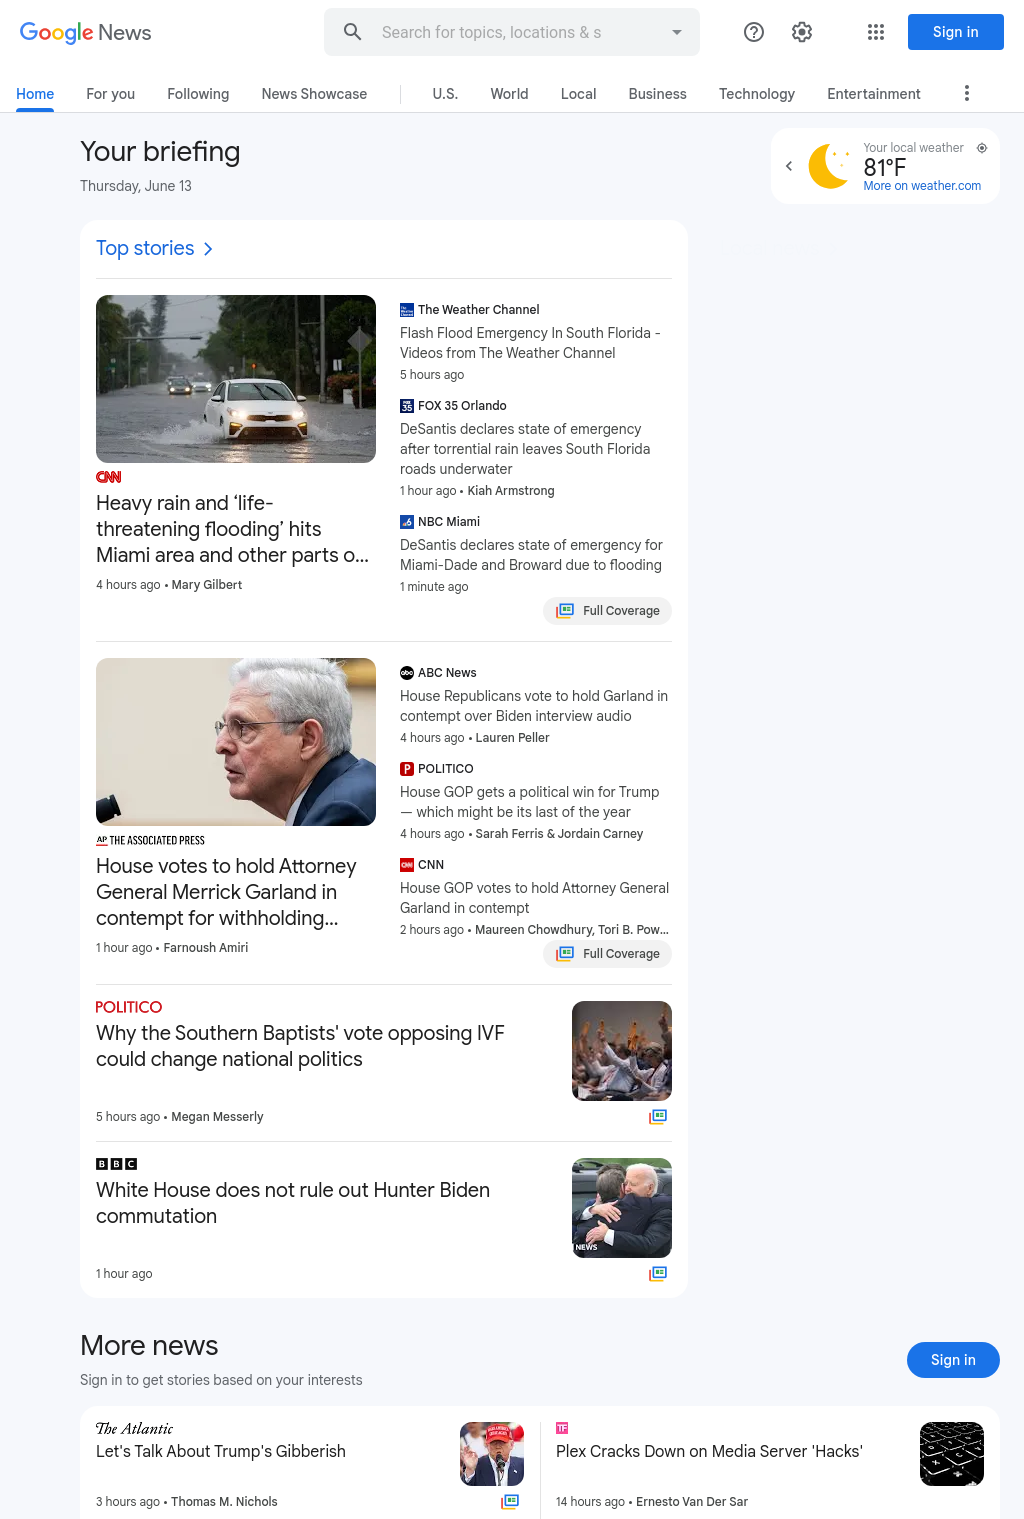 Google News
Search for topics, locations & s
Sign in
Home
For you
Following
News Showcase
U.S.
World
Local
Business
Technology
Entertainment
Your briefing
Thursday, June 13
Your local weather
81°F
More on weather.com
Top stories
CNN
Heavy rain and ‘life-
threatening flooding’ hits
Miami area and other parts o...
4 hours ago • Mary Gilbert
The Weather Channel
Flash Flood Emergency In South Florida -
Videos from The Weather Channel
5 hours ago
FOX 35 Orlando
DeSantis declares state of emergency
after torrential rain leaves South Florida
roads underwater
1 hour ago • Kiah Armstrong
NBC Miami
DeSantis declares state of emergency for
Miami-Dade and Broward due to flooding
1 minute ago
Full Coverage
AP THE ASSOCIATED PRESS
House votes to hold Attorney
General Merrick Garland in
contempt for withholding...
1 hour ago • Farnoush Amiri
abc ABC News
House Republicans vote to hold Garland in
contempt over Biden interview audio
4 hours ago • Lauren Peller
P POLITICO
House GOP gets a political win for Trump
— which might be its last of the year
4 hours ago • Sarah Ferris & Jordain Carney
CNN CNN
House GOP votes to hold Attorney General
Garland in contempt
2 hours ago • Maureen Chowdhury, Tori B. Pow...
Full Coverage
POLITICO
Why the Southern Baptists' vote opposing IVF
could change national politics
5 hours ago • Megan Messerly
BBC
White House does not rule out Hunter Biden
commutation
NEWS
1 hour ago
More news
Sign in to get stories based on your interests
Sign in
The Atlantic
Let's Talk About Trump's Gibberish
3 hours ago • Thomas M. Nichols
TF
Plex Cracks Down on Media Server 'Hacks'
14 hours ago • Ernesto Van Der Sar